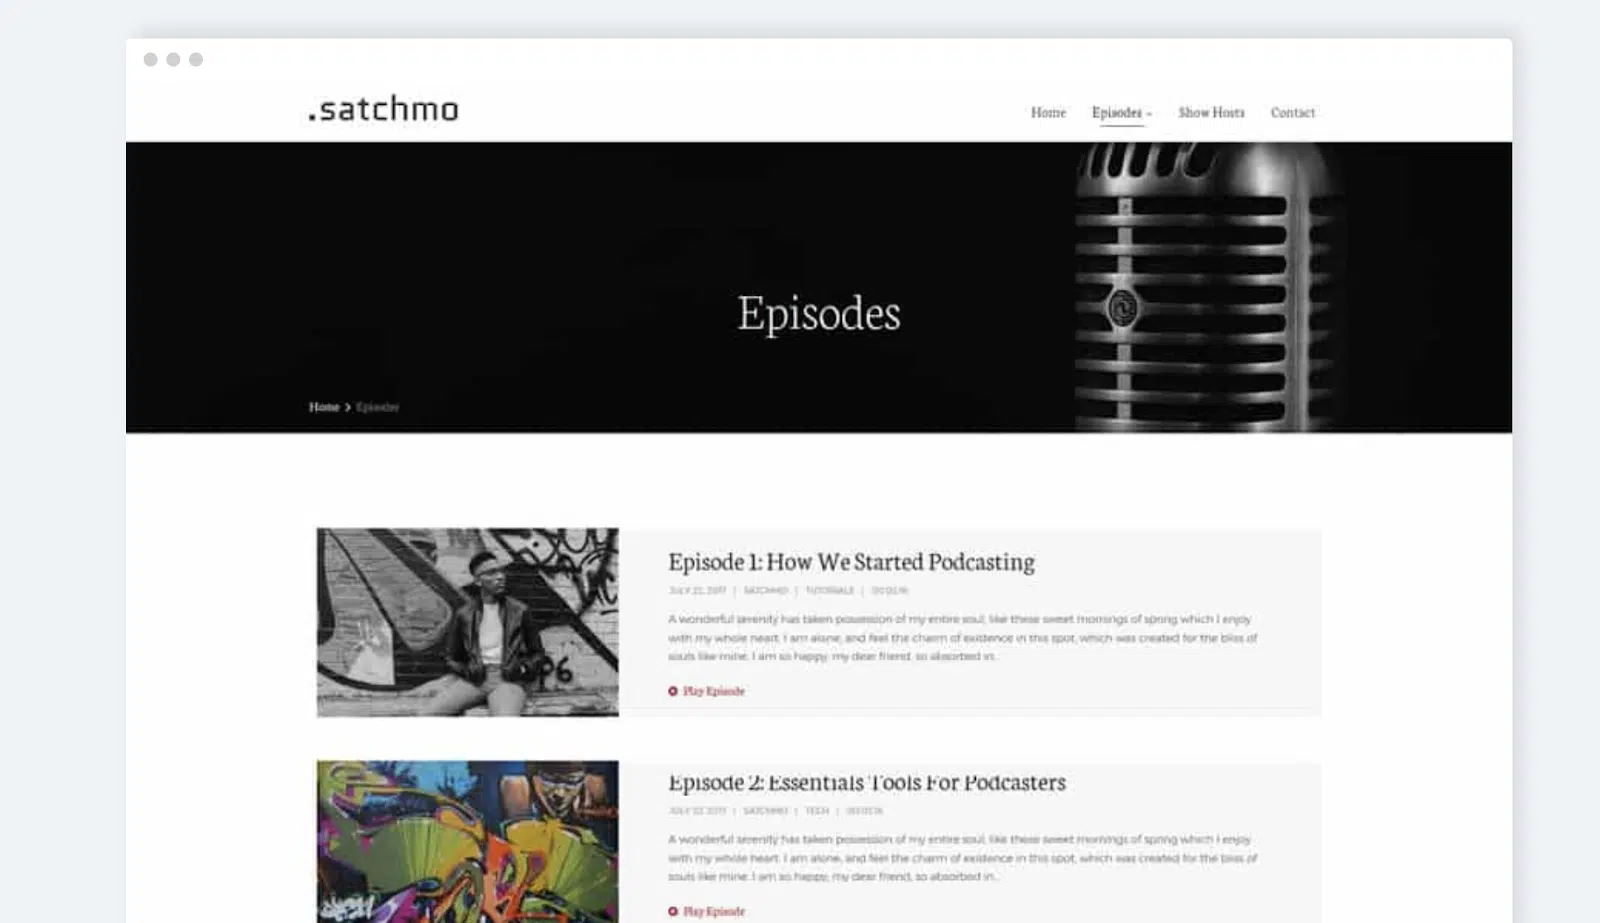 .satchmo
Home Episodes Show Hosts Contact
Episodes
Home > Episodes
Episode 1: How We Started Podcasting
JULY 21, 2017 | SATCHMO | TUTORIALS |
A wonderful serenity has taken possession of my entire soul, like these sweet mornings of spring which I enjoy
with my whole heart. I am alone, and feel the charm of existence in this spot, which was created for the bliss of
souls like mine. I am so happy, my dear friend, so absorbed in...
Play Episode
Episode 2: Essentials Tools For Podcasters
JULY 22, 2017 | SATCHMO | TECH |
A wonderful serenity has taken possession of my entire soul, like these sweet mornings of spring which I enjoy
with my whole heart. I am alone, and feel the charm of existence in this spot, which was created for the bliss of
souls like mine. I am so happy, my dear friend, so absorbed in...
Play Episode